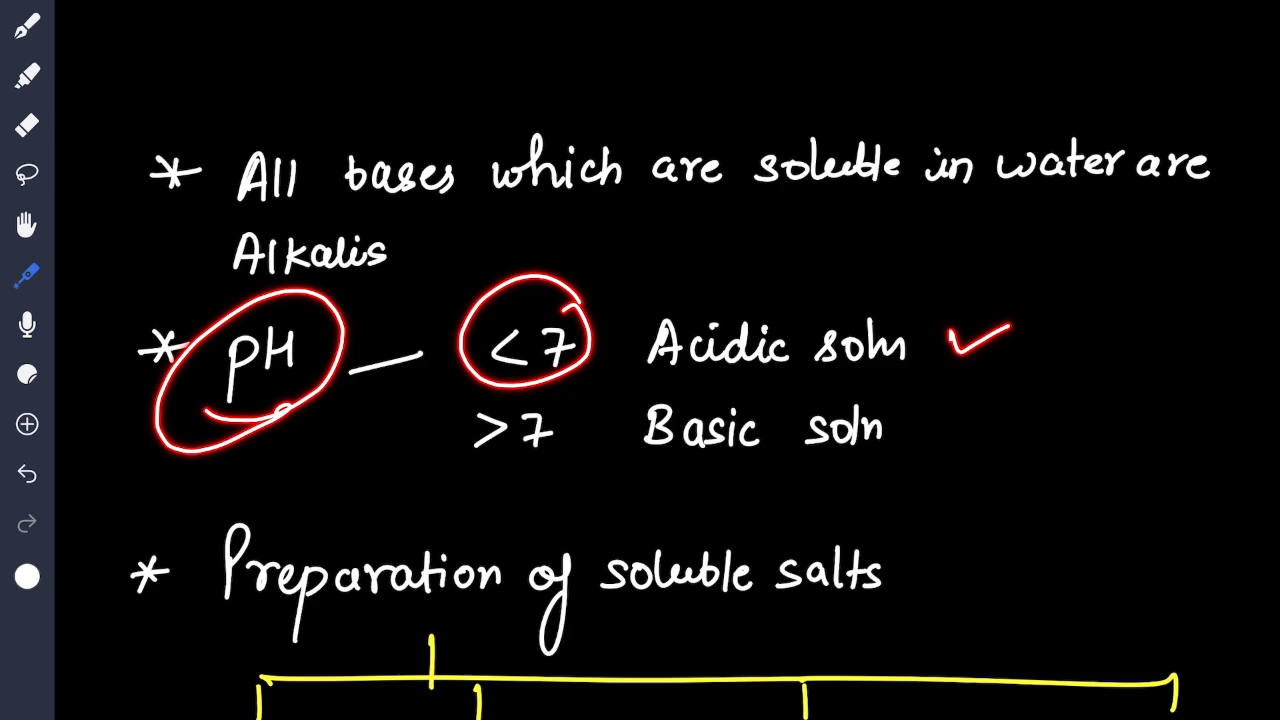 * All bases which are soluble in water are
Alkalis
* pH — <7 Acidic soln ✓
>7 Basic soln
* Preparation of soluble salts